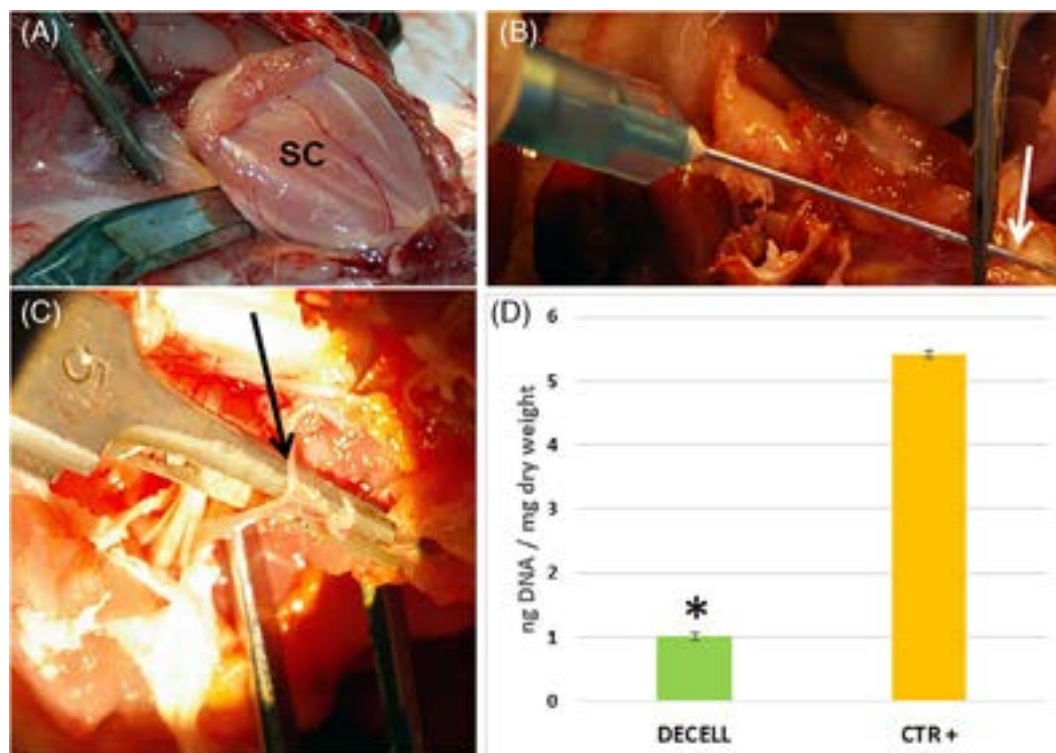 (A)
SC
(B)
(C)
(D)
6
5
4
3
2
1
0
ng DNA / mg dry weight
*
DECELL
CTR +